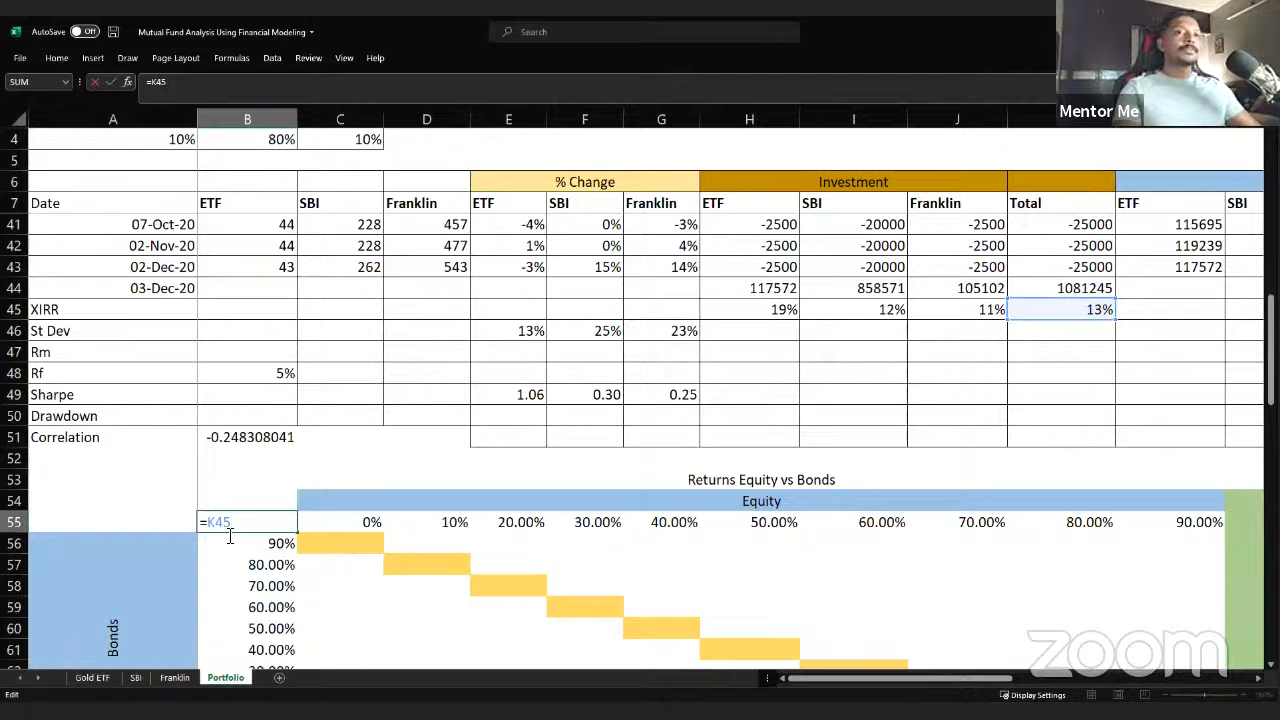 AutoSave Off Mutual Fund Analysis Using Financial Modeling Search
File Home Insert Draw Page Layout Formulas Data Review View Help
Mentor Me
SUM fx =K45
A B C D E F G H I J
4 10% 80% 10%
5
6 % Change Investment
7 Date ETF SBI Franklin ETF SBI Franklin ETF SBI Franklin Total ETF SBI
41 07-Oct-20 44 228 457 -4% 0% -3% -2500 -20000 -2500 -25000 115695
42 02-Nov-20 44 228 477 1% 0% 4% -2500 -20000 -2500 -25000 119239
43 02-Dec-20 43 262 543 -3% 15% 14% -2500 -20000 -2500 -25000 117572
44 03-Dec-20 117572 858571 105102 1081245
45 XIRR 19% 12% 11% 13%
46 St Dev 13% 25% 23%
47 Rm
48 Rf 5%
49 Sharpe 1.06 0.30 0.25
50 Drawdown
51 Correlation -0.248308041
52
53 Returns Equity vs Bonds
54 Equity
55 =K45 0% 10% 20.00% 30.00% 40.00% 50.00% 60.00% 70.00% 80.00% 90.00%
56 90%
57 80.00%
58 70.00%
59 60.00%
60 Bonds 50.00%
61 40.00%
zoom
Gold ETF SBI Franklin Portfolio
Edit Display Settings